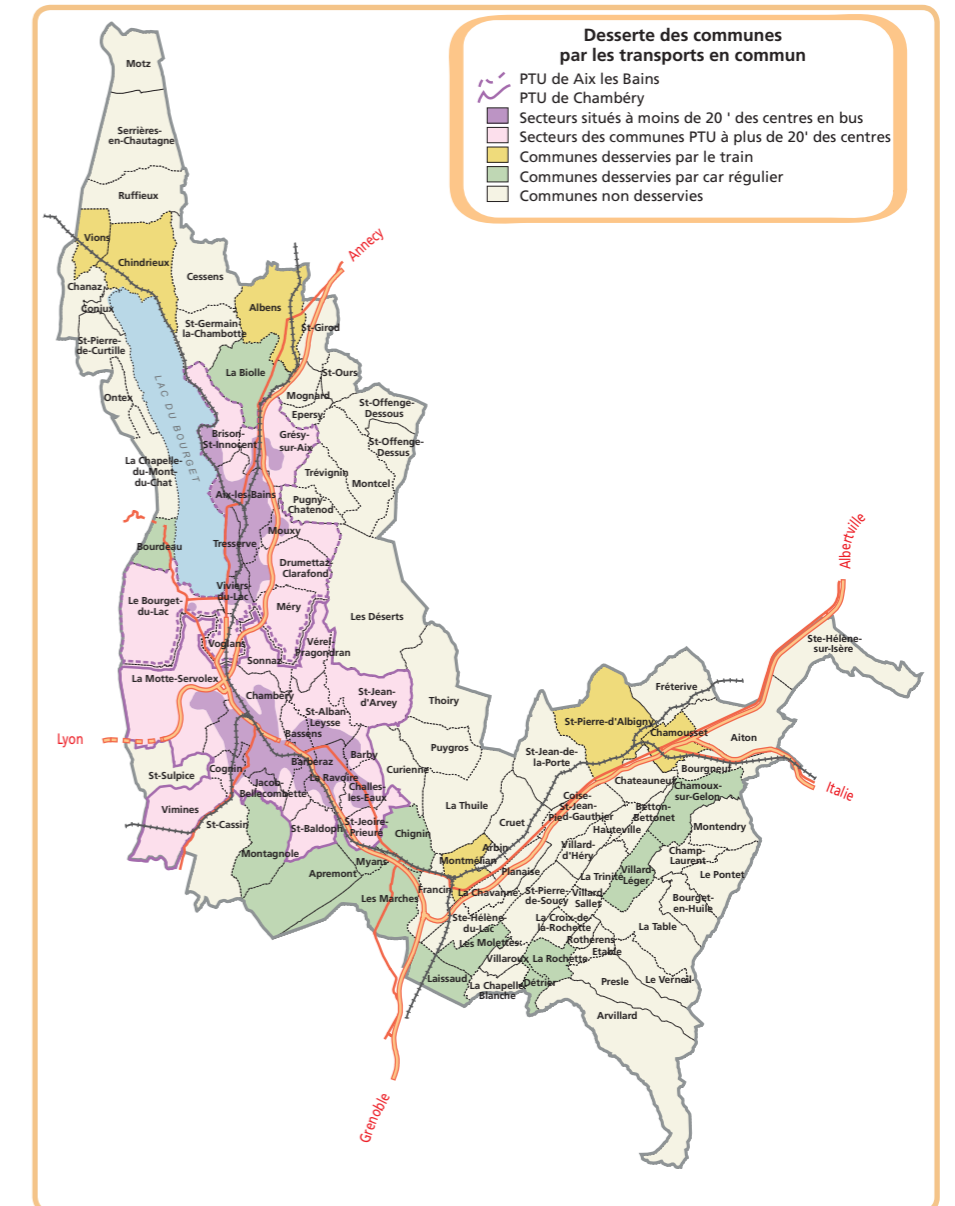 Desserte des communes
par les transports en commun
PTU de Aix les Bains
PTU de Chambéry
Secteurs situés à moins de 20 ' des centres en bus
Secteurs des communes PTU à plus de 20' des centres
Communes desservies par le train
Communes desservies par car régulier
Communes non desservies
Motz
Serrières-
en-Chautagne
Ruffieux
Vions
Chindrieux
Annecy
Cessens
Chanaz
Conjux
Albens
St-Germain-
la-Chambotte
St-Girod
St-Pierre-
de-Curtille
La Biolle
St-Ours
LAC DU BOURGET
Ontex
Mognard
Epersy
St-Offenge-
Dessous
Brison-
St-Innocent
Grésy-
sur-Aix
St-Offenge-
Dessus
La Chapelle-
du-Mont-
du-Chat
Trévignin
Montcel
Aix-les-Bains
Pugny-
Chatenod
Mouxy
Bourdeau
Tresserve
Albertville
Drumettaz-
Clarafond
Viviers-
du-Lac
Le Bourget-
du-Lac
Méry
Les Déserts
Voglans
Vérel-
Pragondran
Sonnaz
Ste-Hélène-
sur-Isère
La Motte-Servolex
Chambéry
St-Jean-
d'Arvey
Thoiry
Fréterive
St-Alban-
Leysse
Bassens
St-Pierre-d'Albigny
Chamousset
Aiton
Lyon
Puygros
St-Jean-de-
la-Porte
Barberaz
Barby
Curienne
Cognin
St-Sulpice
La Ravoire
Jacob-
Bellecombette
Challes-
les-Eaux
Bourgneuf
Chateauneuf
Chamoux-
sur-Gelon
Italie
Vimines
St-Cassin
St-Baldoph
St-Jeoire-
Prieuré
Chignin
La Thuile
Cruet
Coise-
St-Jean-
Pied-Gauthier
Betton-
Bettonet
Hauteville
Montendry
Montagnole
Myans
Arbin
Montmélian
Villard-
d'Héry
Champ-
Laurent
Apremont
Planaise
La Trinité
Villard-
Léger
Le Pontet
Les Marches
Francin
La Chavanne
St-Pierre-
de-Soucy
Villard-
Sallet
Bourget-
en-Huile
Ste-Hélène-
du-Lac
La Croix-de-
la-Rochette
La Table
Les Molettes
Rotherens
Etable
Villaroux
La Rochette
Laissaud
La Chapelle-
Blanche
Détrier
Presle
Le Verneil
Arvillard
Grenoble